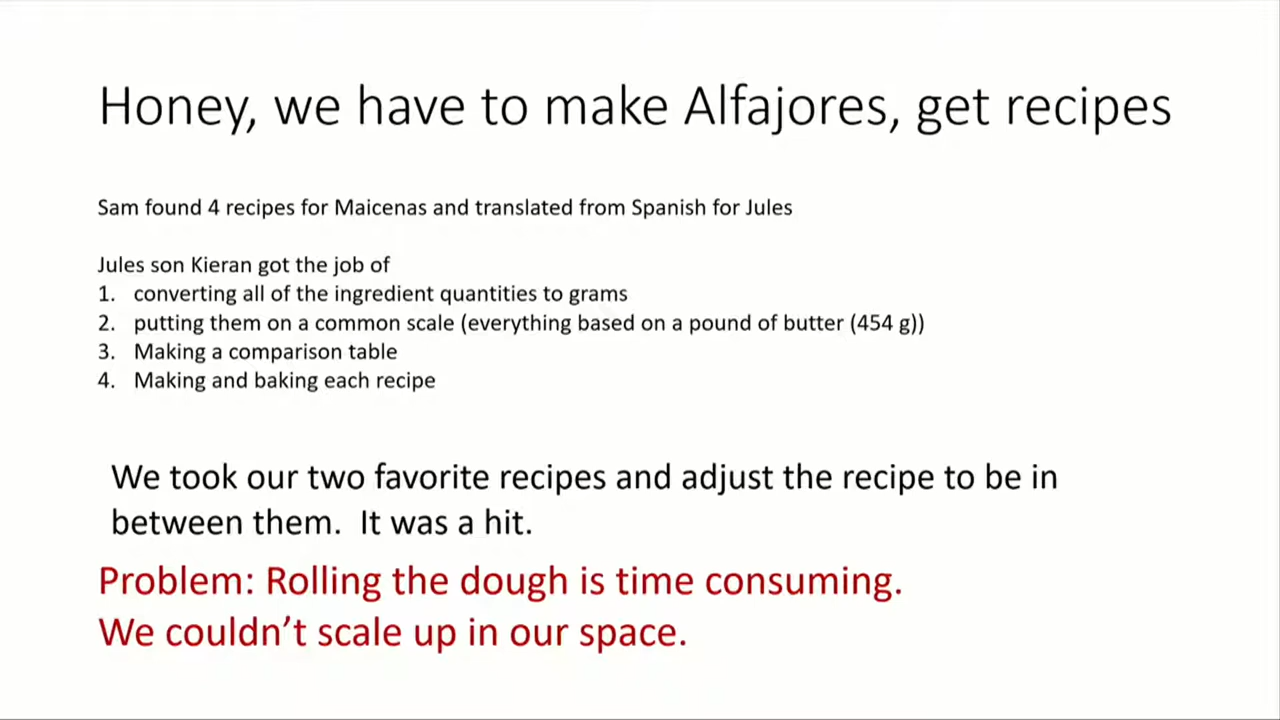 Honey, we have to make Alfajores, get recipes
Sam found 4 recipes for Maicenas and translated from Spanish for Jules
Jules son Kieran got the job of
1. converting all of the ingredient quantities to grams
2. putting them on a common scale (everything based on a pound of butter (454 g))
3. Making a comparison table
4. Making and baking each recipe
We took our two favorite recipes and adjust the recipe to be in
between them.  It was a hit.
Problem: Rolling the dough is time consuming.
We couldn’t scale up in our space.